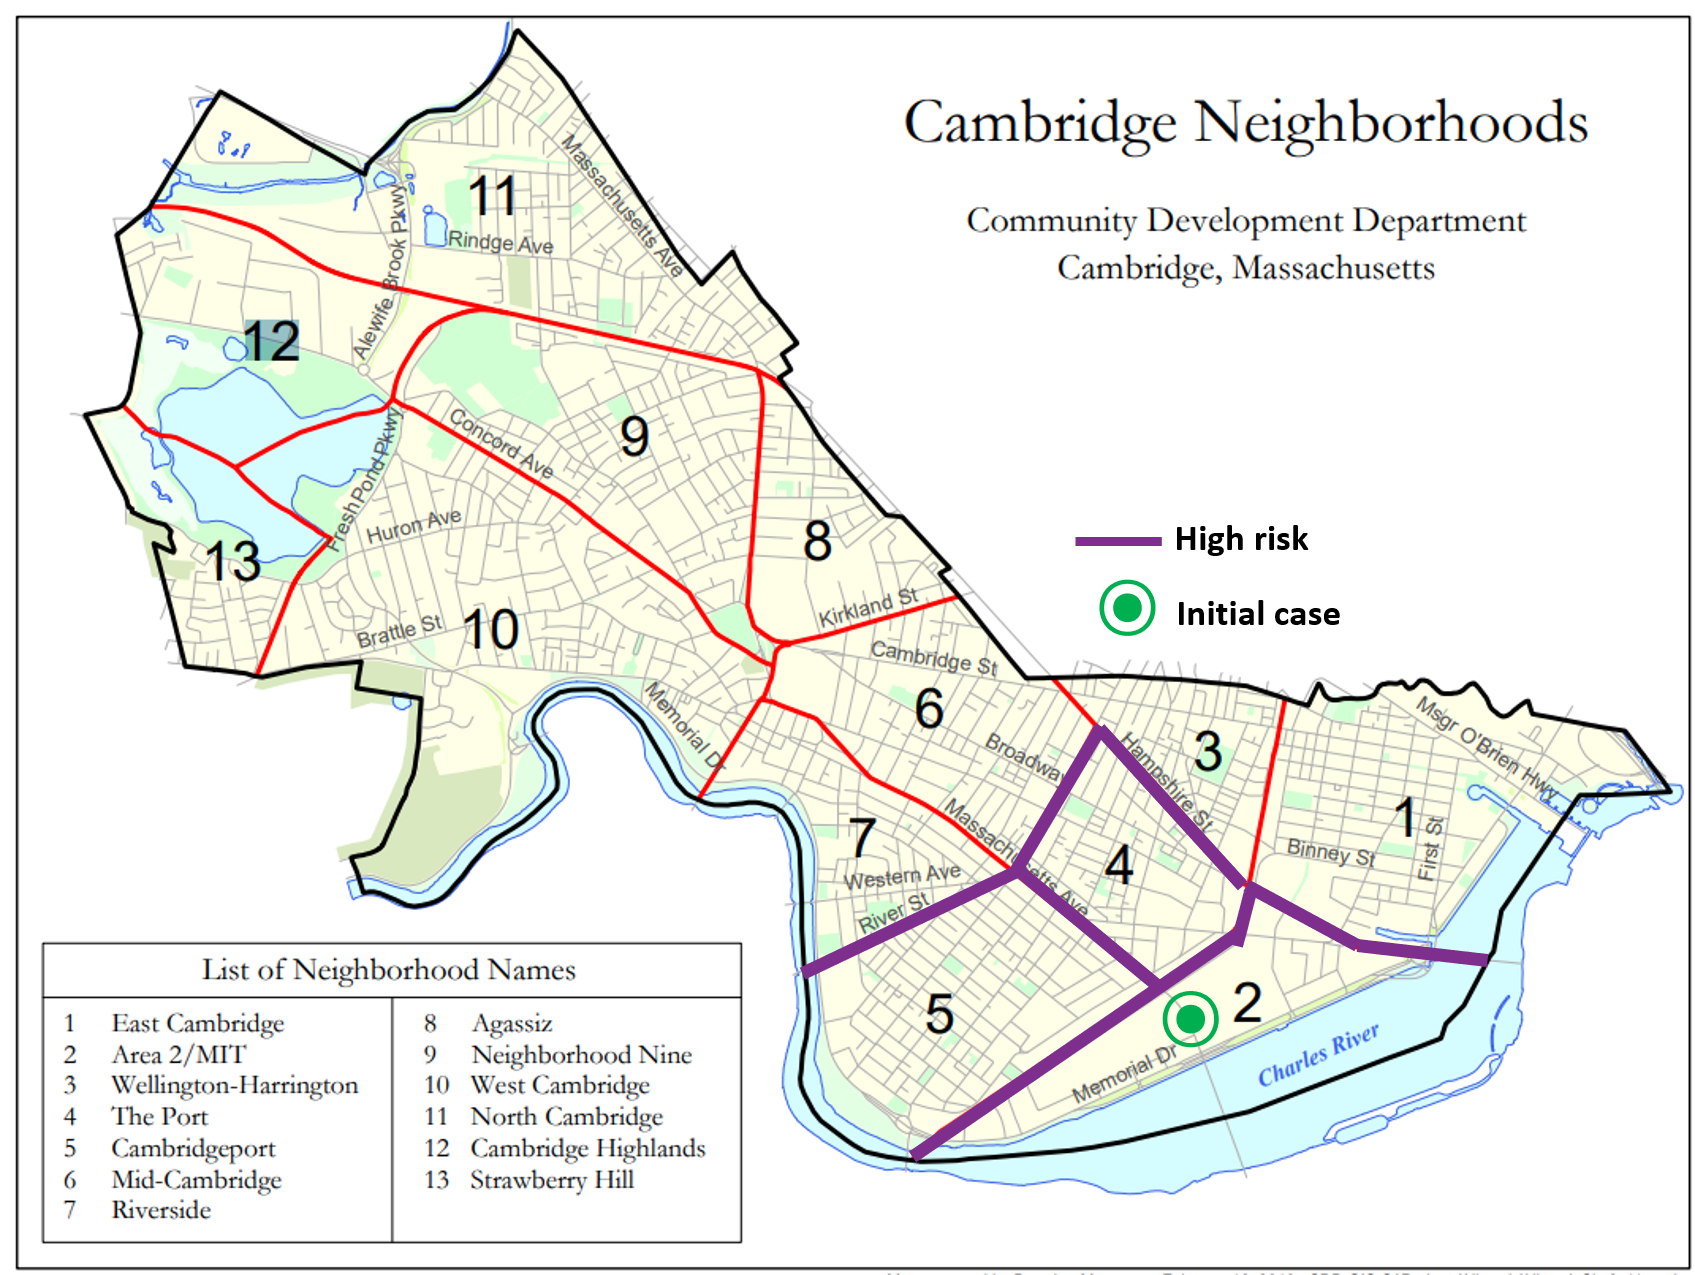 Cambridge Neighborhoods
Community Development Department
Cambridge, Massachusetts
Massachusetts Ave
11
Rindge Ave
Alewife Brook Pkwy
12
9
Concord Ave
Fresh Pond Pkwy
Huron Ave
13
8
High risk
Initial case
Kirkland St
10
Brattle St
Cambridge St
Memorial Dr
6
Broadway
Hampshire St
3
Msgr O'Brien Hwy
1
First St
Binney St
Massachusetts Ave
7
4
Western Ave
River St
5
2
Memorial Dr
Charles River
List of Neighborhood Names
1 East Cambridge
2 Area 2/MIT
3 Wellington-Harrington
4 The Port
5 Cambridgeport
6 Mid-Cambridge
7 Riverside
8 Agassiz
9 Neighborhood Nine
10 West Cambridge
11 North Cambridge
12 Cambridge Highlands
13 Strawberry Hill